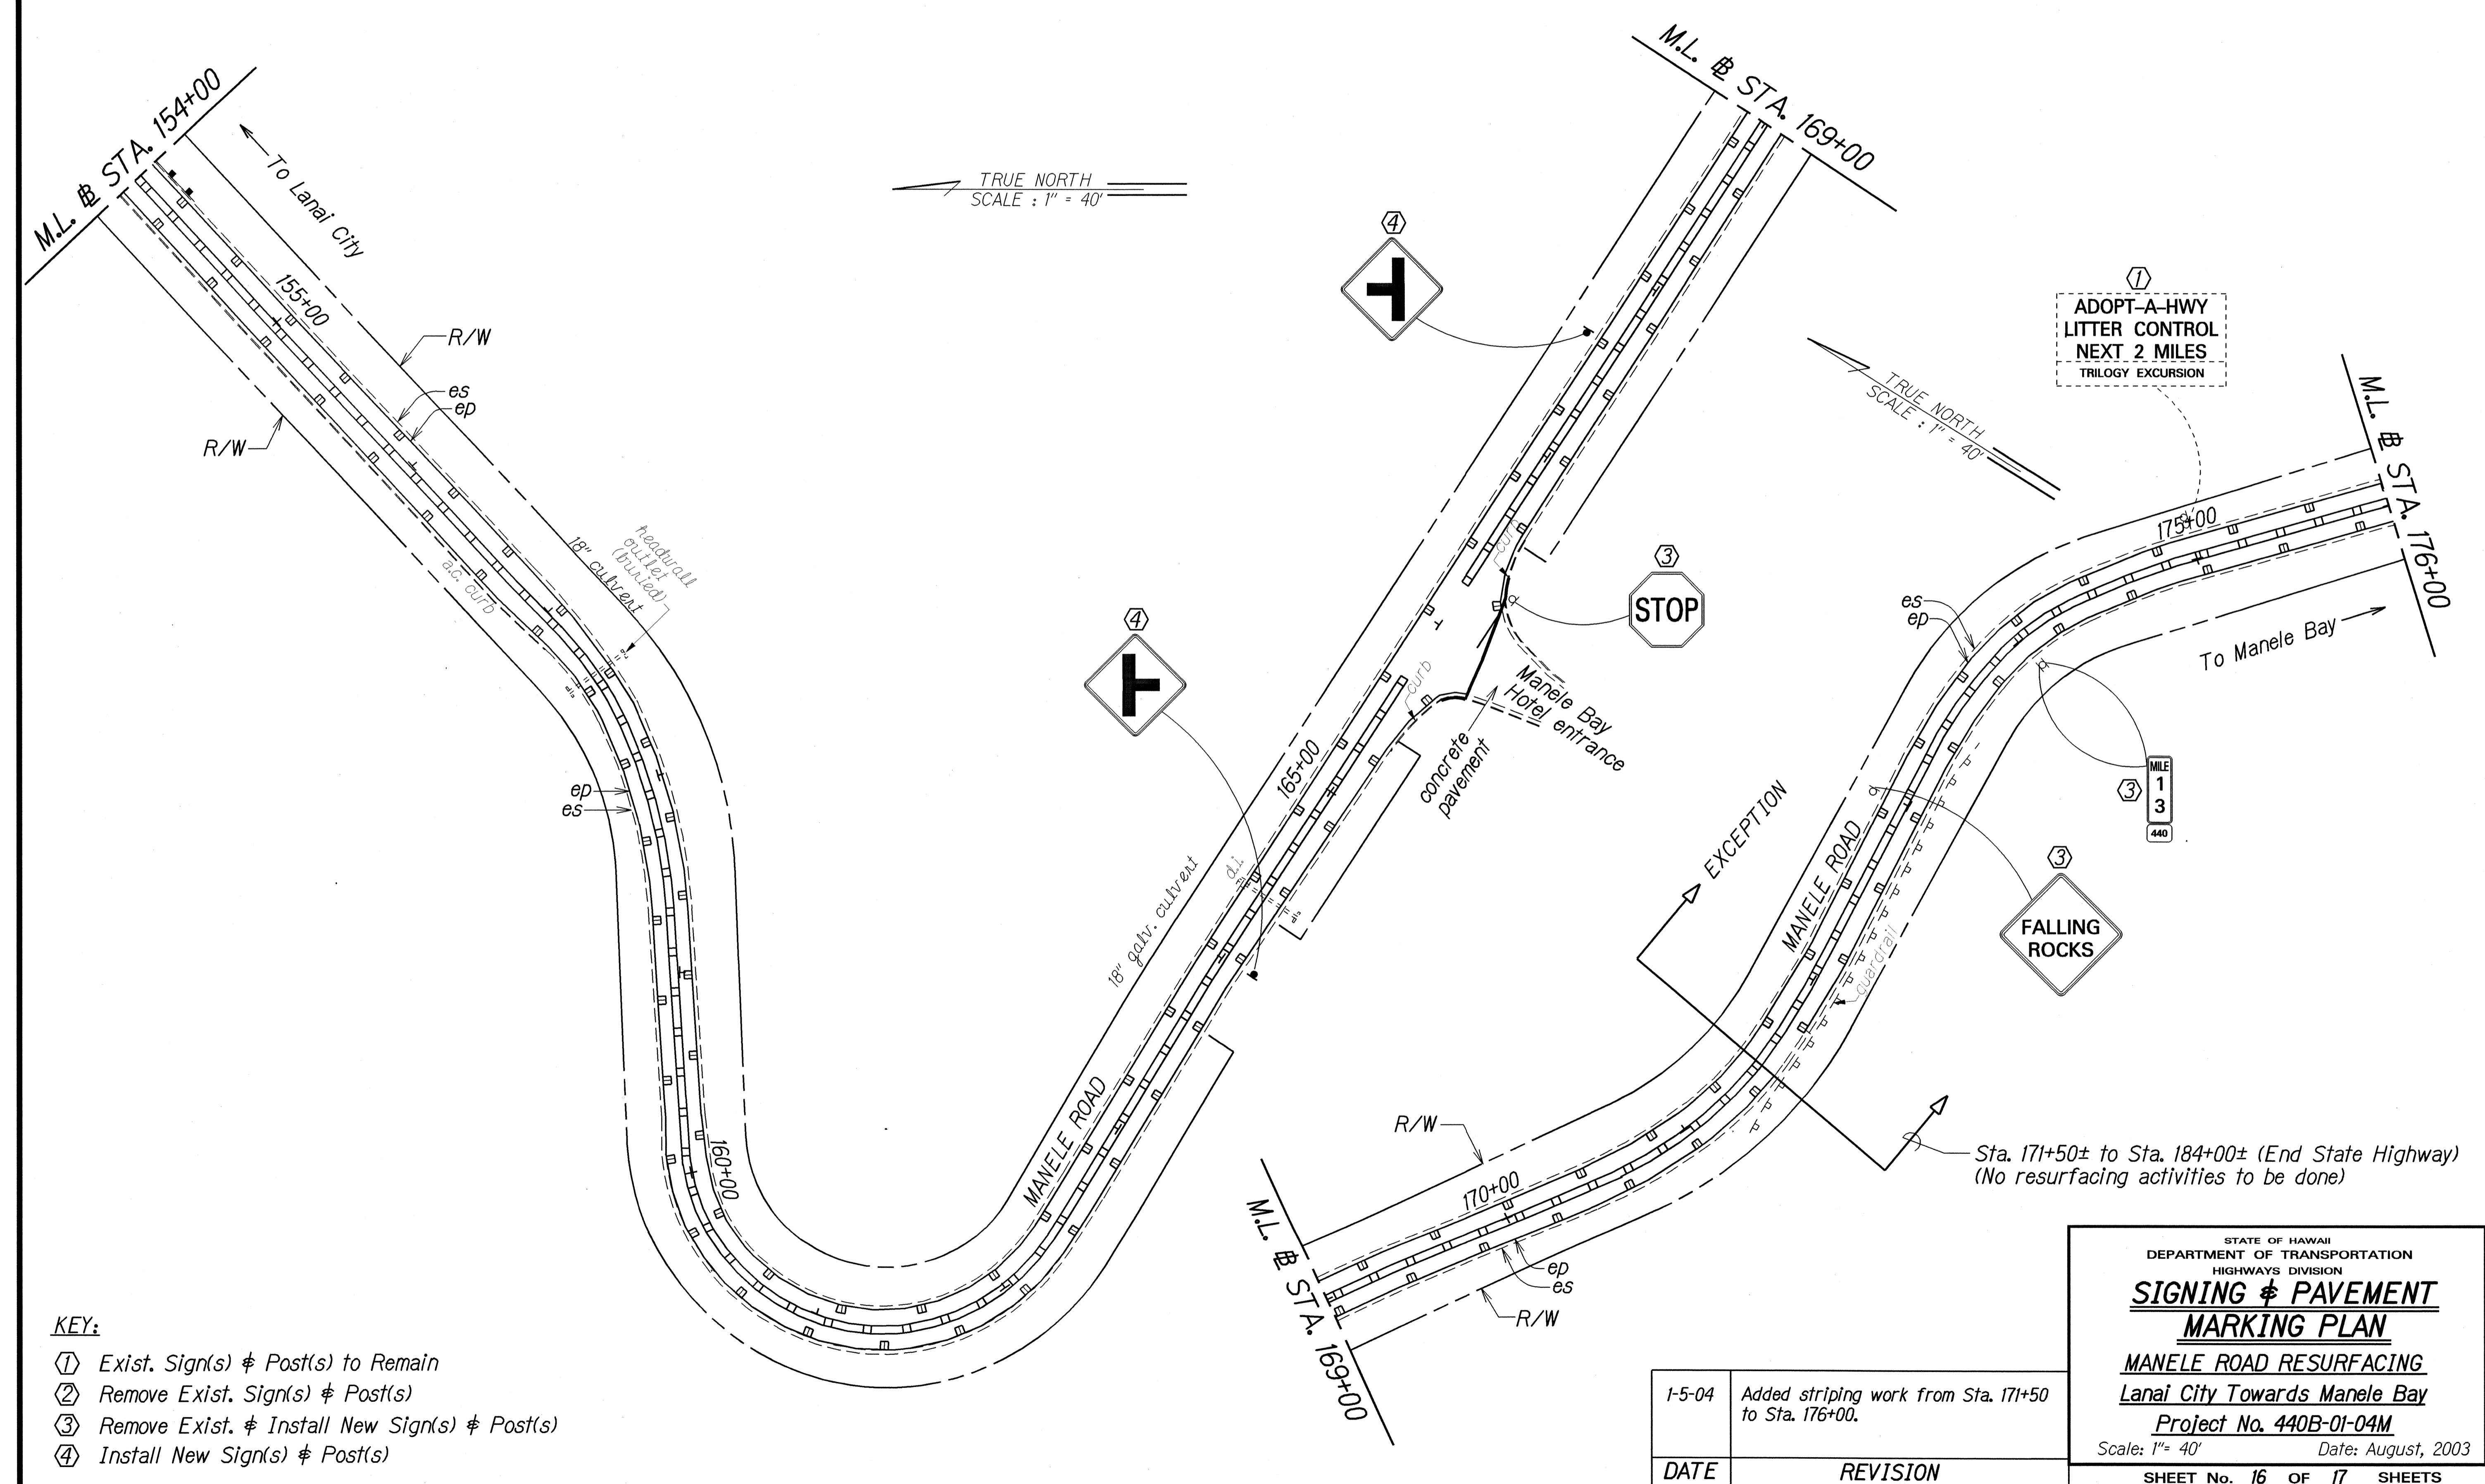 M.L. BL STA. 154+00
To Lanai City
155+00
R/W
R/W
es
ep
a.c. curb
18" culvert
headwall
outlet
(buried)
ep
es
160+00
MANELE ROAD
18" galv. culvert
d.i.
165+00
TRUE NORTH
SCALE : 1" = 40'
4
4
curb
curb
3
STOP
Manele Bay
Hotel entrance
concrete
pavement
M.L. BL STA. 169+00
TRUE NORTH
SCALE : 1" = 40'
1
ADOPT-A-HWY
LITTER CONTROL
NEXT 2 MILES
TRILOGY EXCURSION
M.L. BL STA. 176+00
175+00
es
ep
To Manele Bay
3
MILE
1
3
440
3
FALLING
ROCKS
MANELE ROAD
guardrail
EXCEPTION
Sta. 171+50± to Sta. 184+00± (End State Highway)
(No resurfacing activities to be done)
R/W
170+00
ep
es
R/W
M.L. BL STA. 169+00
KEY:
1 Exist. Sign(s) & Post(s) to Remain
2 Remove Exist. Sign(s) & Post(s)
3 Remove Exist. & Install New Sign(s) & Post(s)
4 Install New Sign(s) & Post(s)
1-5-04 Added striping work from Sta. 171+50
to Sta. 176+00.
DATE REVISION
STATE OF HAWAII
DEPARTMENT OF TRANSPORTATION
HIGHWAYS DIVISION
SIGNING & PAVEMENT
MARKING PLAN
MANELE ROAD RESURFACING
Lanai City Towards Manele Bay
Project No. 440B-01-04M
Scale: 1"= 40' Date: August, 2003
SHEET No. 16 OF 17 SHEETS